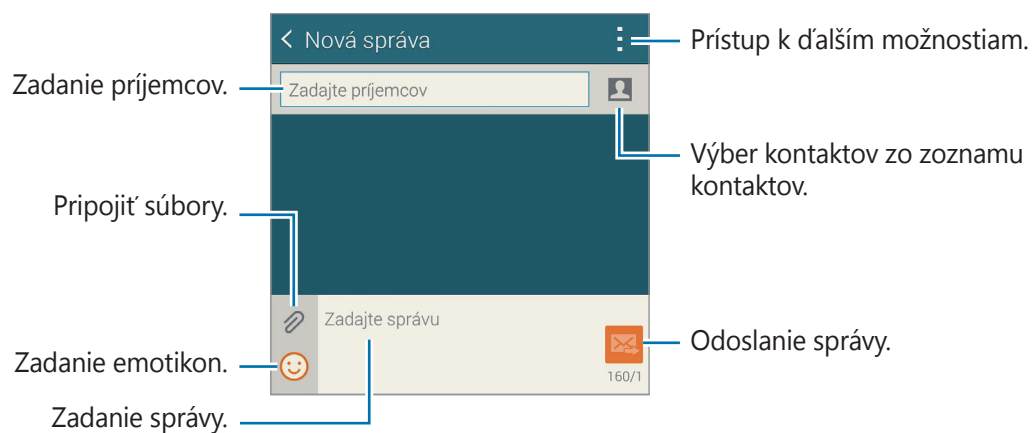 Nová správa
Prístup k ďalším možnostiam.
Zadanie príjemcov.
Zadajte príjemcov
Výber kontaktov zo zoznamu
kontaktov.
Pripojiť súbory.
Zadajte správu
Odoslanie správy.
Zadanie emotikon.
160/1
Zadanie správy.